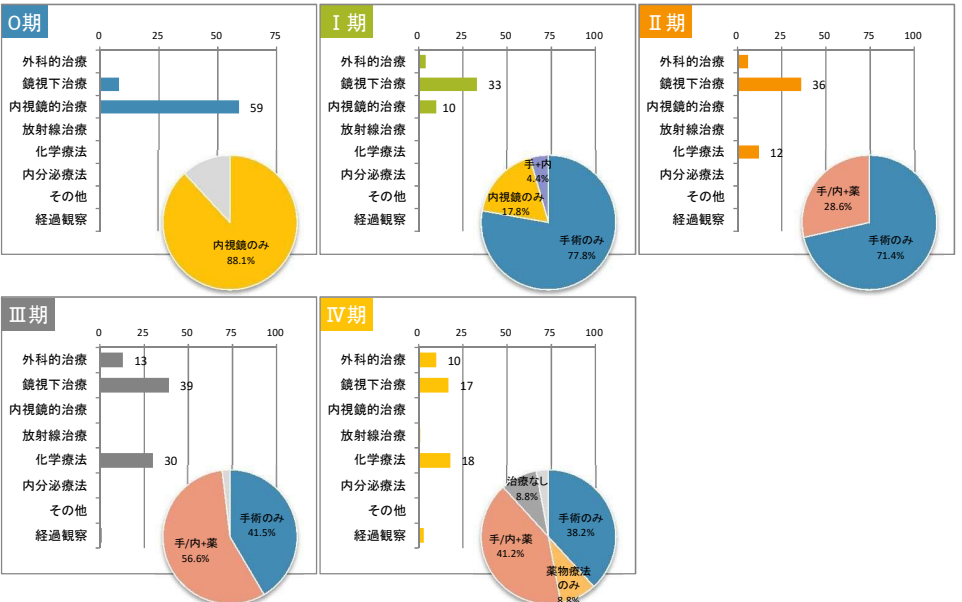 0期
0 25 50 75
外科的治療
鏡視下治療
内視鏡的治療 59
放射線治療
化学療法
内分泌療法
その他
経過観察
内視鏡のみ
88.1%
Ⅰ期
0 25 50 75 100
外科的治療
鏡視下治療 33
内視鏡的治療 10
放射線治療
化学療法
内分泌療法
その他
経過観察
手+内
4.4%
内視鏡のみ
17.8%
手術のみ
77.8%
Ⅱ期
0 25 50 75 100
外科的治療
鏡視下治療 36
内視鏡的治療
放射線治療
化学療法 12
内分泌療法
その他
経過観察
手/内+薬
28.6%
手術のみ
71.4%
Ⅲ期
0 25 50 75 100
外科的治療 13
鏡視下治療 39
内視鏡的治療
放射線治療
化学療法 30
内分泌療法
その他
経過観察
手術のみ
41.5%
手/内+薬
56.6%
Ⅳ期
0 25 50 75 100
外科的治療 10
鏡視下治療 17
内視鏡的治療
放射線治療
化学療法 18
内分泌療法
その他
経過観察
治療なし
8.8%
手術のみ
38.2%
手/内+薬
41.2%
薬物療法
のみ
8.8%